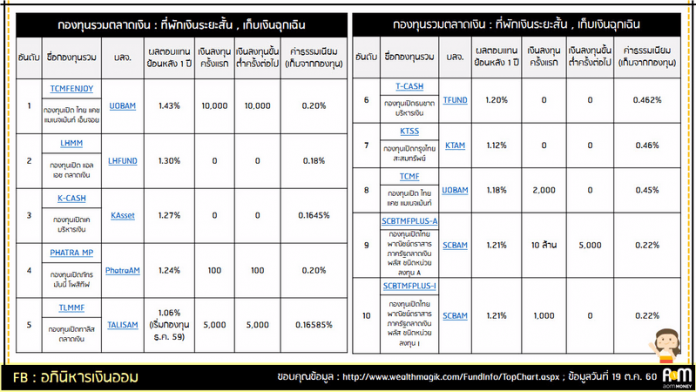 กองทุนรวมตลาดเงิน : ที่พักเงินระยะสั้น , เก็บเงินฉุกเฉิน
อันดับ ชื่อกองทุนรวม บลจ. ผลตอบแทนย้อนหลัง 1 ปี เงินลงทุนครั้งแรก เงินลงทุนขั้นต่ำครั้งต่อไป ค่าธรรมเนียม (เก็บจากกองทุน)
1 TCMFENJOY UOBAM 1.43% 10,000 10,000 0.20%
กองทุนเปิด ไทย แคช แมเนจเม้นท์ เอ็นจอย
2 LHMM LHFUND 1.30% 0 0 0.18%
กองทุนเปิด แอล เอช ตลาดเงิน
3 K-CASH KAsset 1.27% 0 0 0.1645%
กองทุนเปิดเค บริหารเงิน
4 PHATRA MP PhatraAM 1.24% 100 100 0.20%
กองทุนเปิดภัทร มันนี่ โพสิทีฟ
5 TLMMF TALISAM 1.06% (เริ่มกองทุน ธ.ค. 59) 5,000 5,000 0.16585%
กองทุนเปิดทาลิส ตลาดเงิน
กองทุนรวมตลาดเงิน : ที่พักเงินระยะสั้น , เก็บเงินฉุกเฉิน
อันดับ ชื่อกองทุนรวม บลจ. ผลตอบแทนย้อนหลัง 1 ปี เงินลงทุนครั้งแรก เงินลงทุนขั้นต่ำครั้งต่อไป ค่าธรรมเนียม (เก็บจากกองทุน)
6 T-CASH TFUND 1.20% 0 0 0.462%
กองทุนเปิดธนชาตบริหารเงิน
7 KTSS KTAM 1.12% 0 0 0.46%
กองทุนเปิดกรุงไทยสะสมทรัพย์
8 TCMF UOBAM 1.18% 2,000 0 0.45%
กองทุนเปิด ไทย แคช แมเนจเม้นท์
9 SCBTMFPLUS-A SCBAM 1.21% 10 ล้าน 5,000 0.22%
กองทุนเปิดไทยพาณิชย์ตราสารภาครัฐตลาดเงินพลัส ชนิดหน่วยลงทุน A
10 SCBTMFPLUS-I SCBAM 1.21% 1,000 0 0.22%
กองทุนเปิดไทยพาณิชย์ตราสารภาครัฐตลาดเงินพลัส ชนิดหน่วยลงทุน I
FB : อภินิหารเงินออม
ขอบคุณข้อมูล : http://www.wealthmagik.com/FundInfo/TopChart.aspx ; ข้อมูลวันที่ 19 ต.ค. 60
AOMMONEY